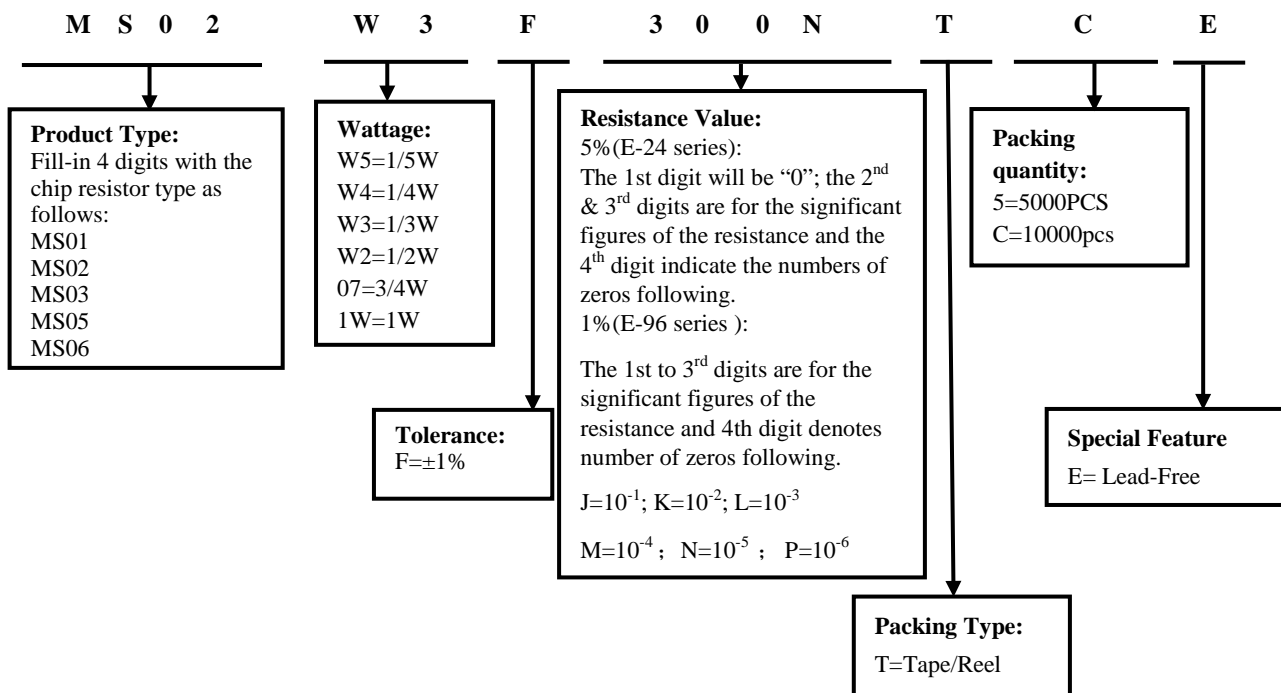 M S 0 2 W 3 F 3 0 0 N T C E
Product Type:
Fill-in 4 digits with the
chip resistor type as
follows:
MS01
MS02
MS03
MS05
MS06
Wattage:
W5=1/5W
W4=1/4W
W3=1/3W
W2=1/2W
07=3/4W
1W=1W
Tolerance:
F=±1%
Resistance Value:
5%(E-24 series):
The 1st digit will be “0”; the 2nd
& 3rd digits are for the significant
figures of the resistance and the
4th digit indicate the numbers of
zeros following.
1%(E-96 series ):
The 1st to 3rd digits are for the
significant figures of the
resistance and 4th digit denotes
number of zeros following.
J=10-1; K=10-2; L=10-3
M=10-4 ； N=10-5 ； P=10-6
Packing Type:
T=Tape/Reel
Packing
quantity:
5=5000PCS
C=10000pcs
Special Feature
E= Lead-Free